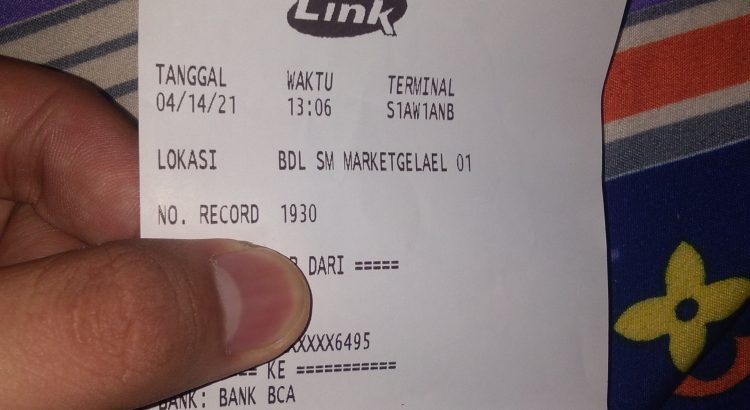 Link
TANGGAL WAKTU TERMINAL
04/14/21 13:06 S1AW1ANB
LOKASI BDL SM MARKETGELAEL 01
NO. RECORD 1930
DARI =====
XXXXX6495
== KE ===========
BANK: BANK BCA